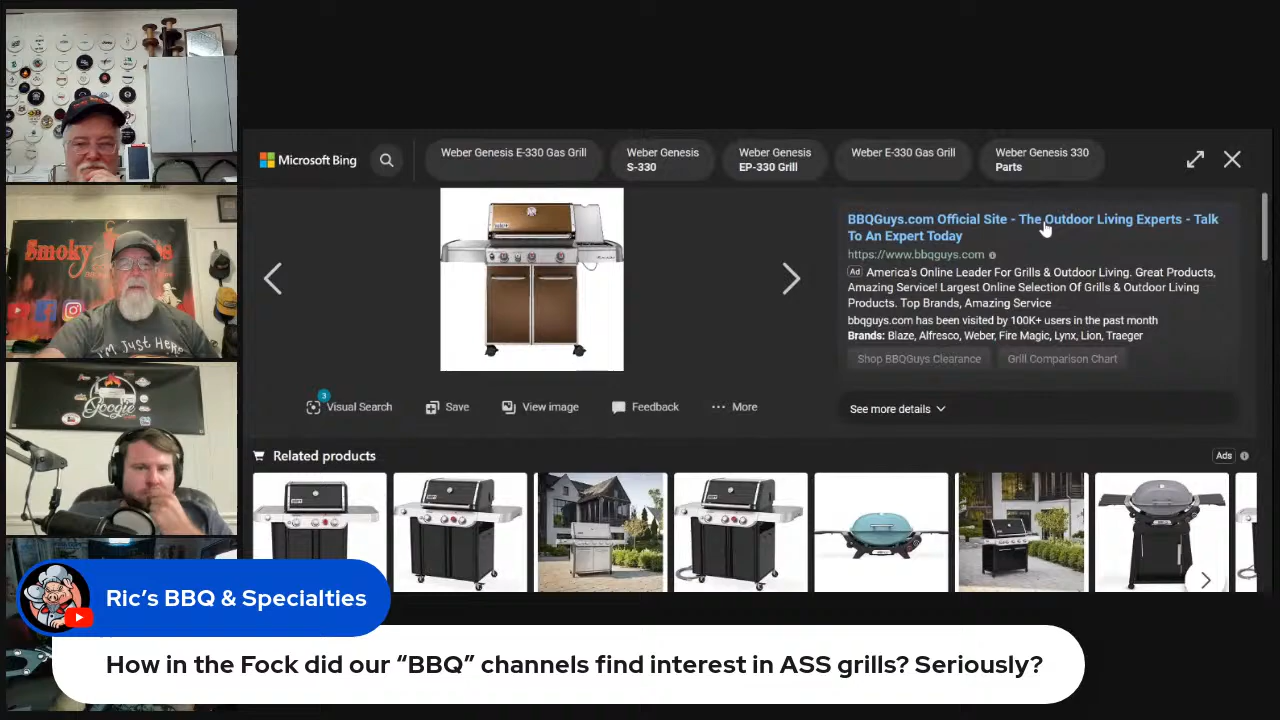 Microsoft Bing
Weber Genesis E-330 Gas Grill
Weber Genesis
S-330
Weber Genesis
EP-330 Grill
Weber E-330 Gas Grill
Weber Genesis 330
Parts
BBQGuys.com Official Site - The Outdoor Living Experts - Talk
To An Expert Today
https://www.bbqguys.com
Ad America's Online Leader For Grills & Outdoor Living. Great Products,
Amazing Service! Largest Online Selection Of Grills & Outdoor Living
Products. Top Brands, Amazing Service
bbqguys.com has been visited by 100K+ users in the past month
Brands: Blaze, Alfresco, Weber, Fire Magic, Lynx, Lion, Traeger
Shop BBQGuys Clearance
Grill Comparison Chart
3
Visual Search
Save
View image
Feedback
More
See more details
Related products
Ads
Smoky
I'M JUST HERE
Googie
Ric's BBQ & Specialties
How in the Fock did our “BBQ” channels find interest in ASS grills? Seriously?